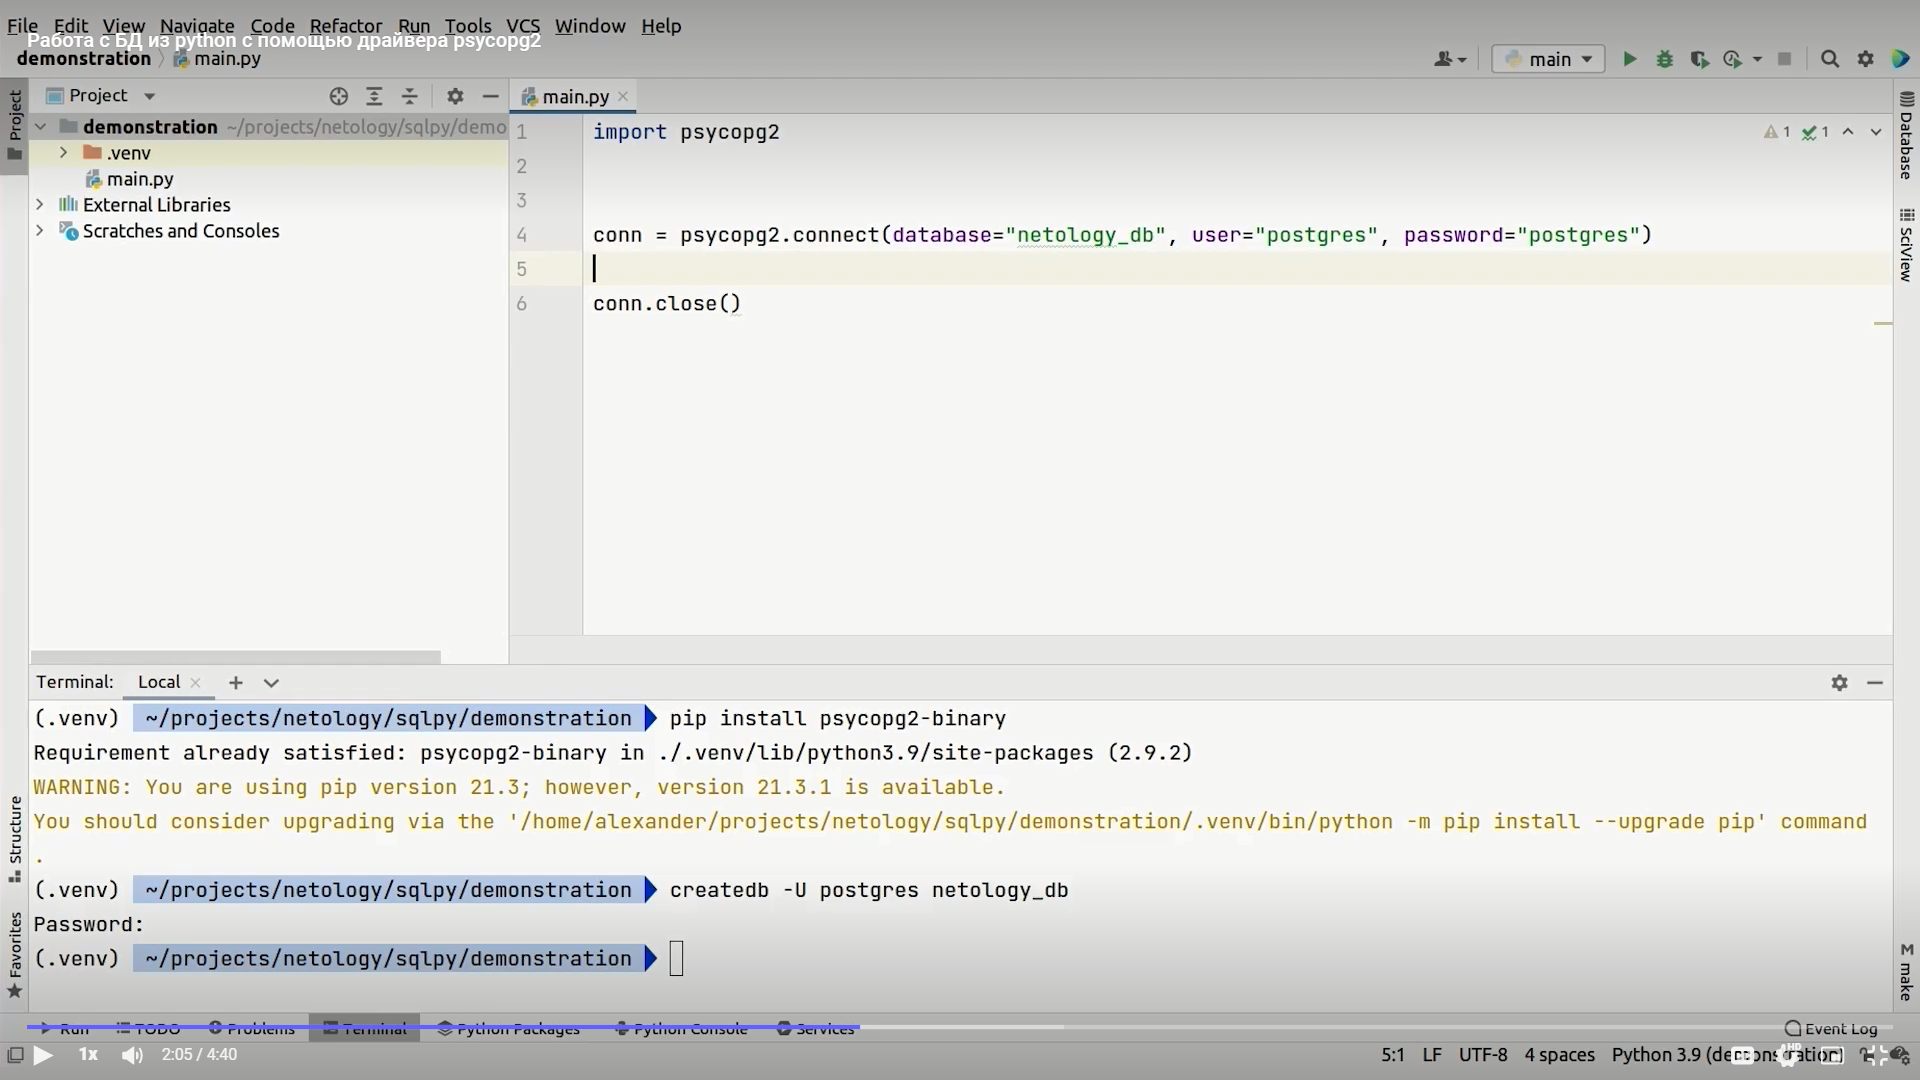 File Edit View Navigate Code Refactor Run Tools VCS Window Help
Работа с БД из python с помощью драйвера psycopg2
demonstration main.py
main
Project
main.py
demonstration ~/projects/netology/sqlpy/demo
.venv
main.py
External Libraries
Scratches and Consoles
1 import psycopg2
1 1
2
3
4 conn = psycopg2.connect(database="netology_db", user="postgres", password="postgres")
5
6 conn.close()
Project
Structure
Favorites
Database
SciView
make
Terminal: Local
(.venv) ~/projects/netology/sqlpy/demonstration pip install psycopg2-binary
Requirement already satisfied: psycopg2-binary in ./.venv/lib/python3.9/site-packages (2.9.2)
WARNING: You are using pip version 21.3; however, version 21.3.1 is available.
You should consider upgrading via the '/home/alexander/projects/netology/sqlpy/demonstration/.venv/bin/python -m pip install --upgrade pip' command
.
(.venv) ~/projects/netology/sqlpy/demonstration createdb -U postgres netology_db
Password:
(.venv) ~/projects/netology/sqlpy/demonstration
Run TODO Problems Terminal Python Packages Python Console Services Event Log
1x 2:05 / 4:40
5:1 LF UTF-8 4 spaces Python 3.9 (demonstration)
HD